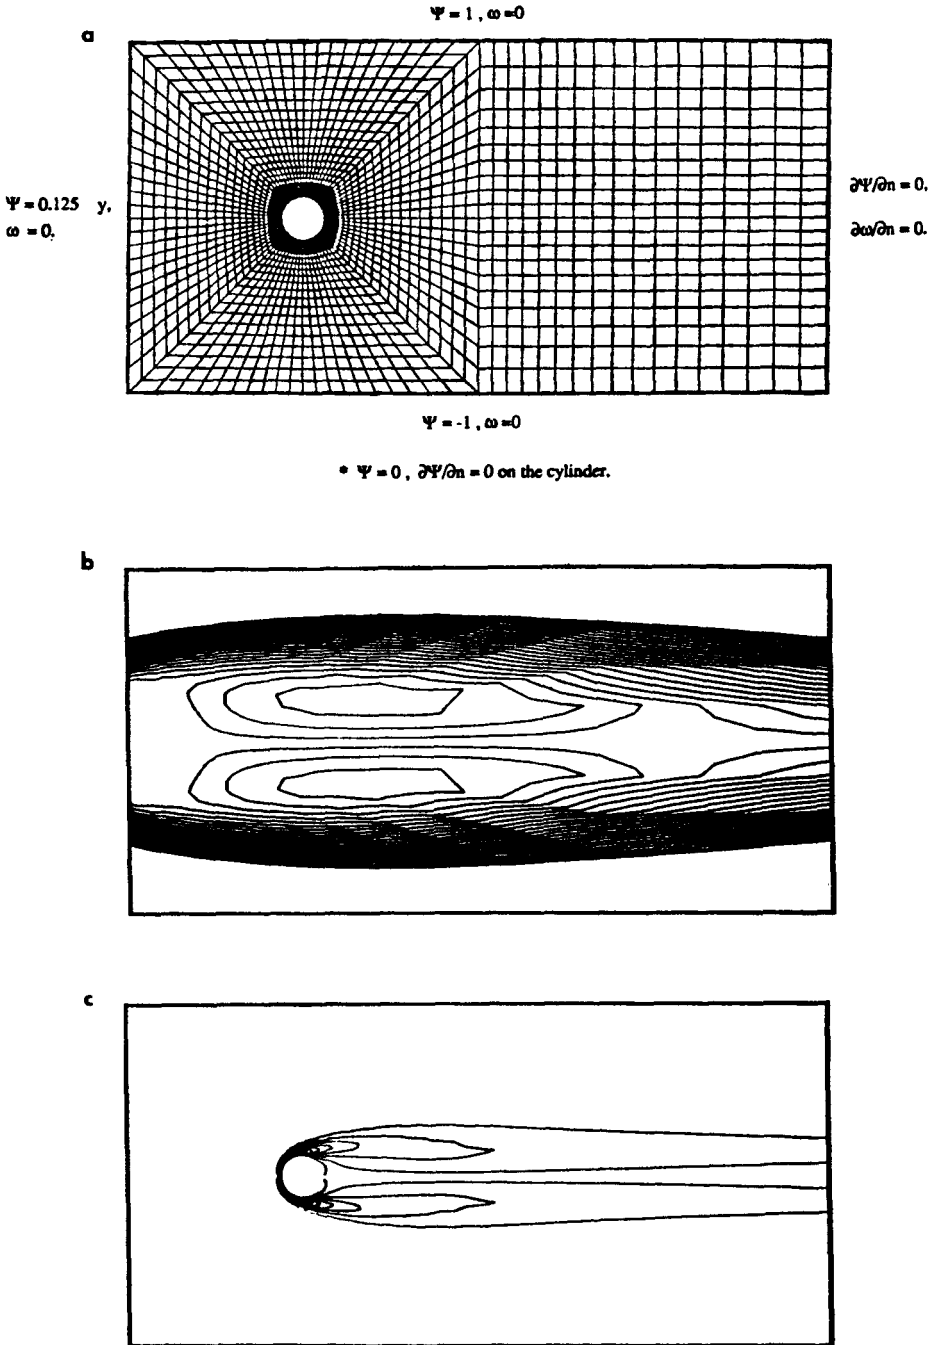 Ψ = 1 , ω =0
a
Ψ = 0.125 y,
ω = 0.
∂Ψ/∂n = 0,
∂ω/∂n = 0.
Ψ = -1 , ω =0
* Ψ = 0 , ∂Ψ/∂n = 0 on the cylinder.
b
c